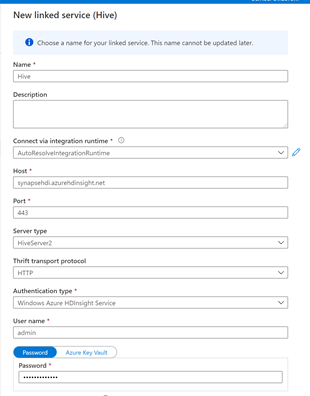 New linked service (Hive)
Choose a name for your linked service. This name cannot be updated later.
Name *
Hive
Description
Connect via integration runtime *
AutoResolveIntegrationRuntime
Host *
synapsehdi.azurehdinsight.net
Port *
443
Server type
HiveServer2
Thrift transport protocol
HTTP
Authentication type *
Windows Azure HDInsight Service
User name *
admin
Password Azure Key Vault
Password *
•••••••••••••